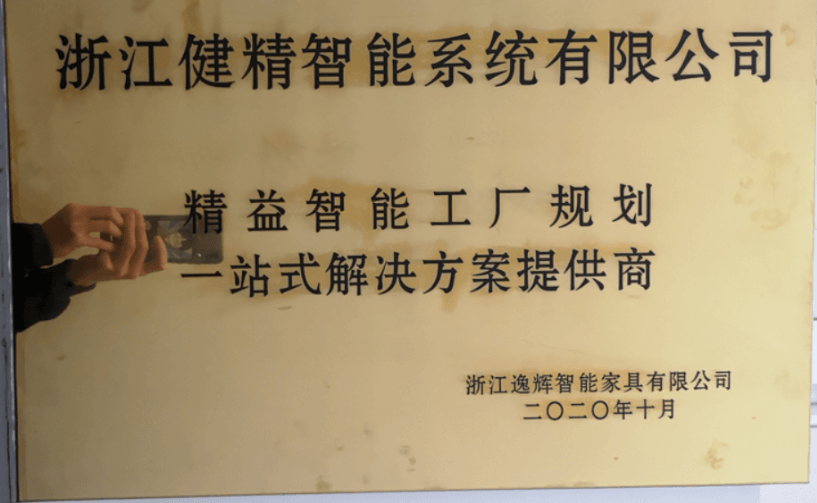 浙江健精智能系统有限公司
精益智能工厂规划
一站式解决方案提供商
浙江逸辉智能家具有限公司
二〇二〇年十月